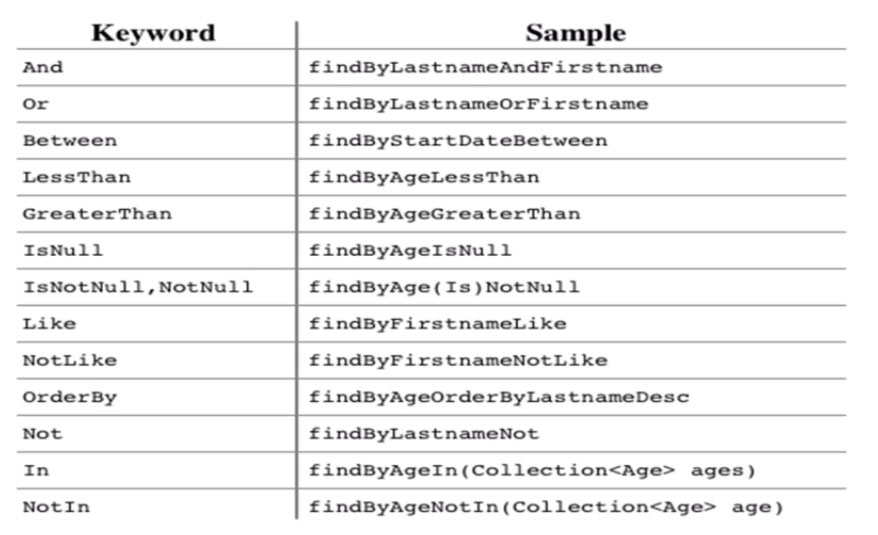 Keyword Sample
And findByLastnameAndFirstname
Or findByLastnameOrFirstname
Between findByStartDateBetween
LessThan findByAgeLessThan
GreaterThan findByAgeGreaterThan
IsNull findByAgeIsNull
IsNotNull,NotNull findByAge(Is)NotNull
Like findByFirstnameLike
NotLike findByFirstnameNotLike
OrderBy findByAgeOrderByLastnameDesc
Not findByLastnameNot
In findByAgeIn(Collection<Age> ages)
NotIn findByAgeNotIn(Collection<Age> age)